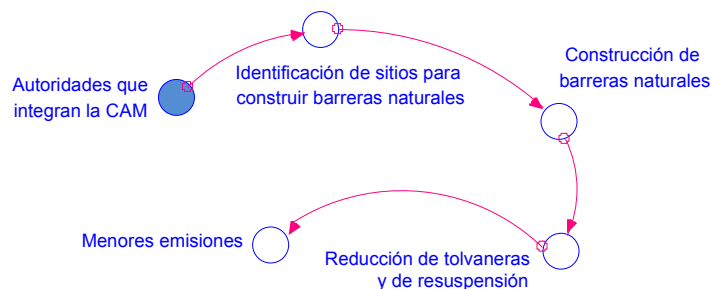 Autoridades que
integran la CAM
Identificación de sitios para
construir barreras naturales
Construcción de
barreras naturales
Reducción de tolvaneras
y de resuspensión
Menores emisiones